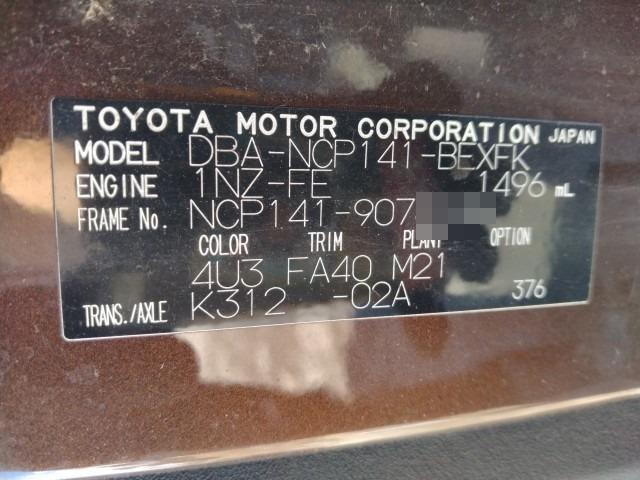 TOYOTA MOTOR CORPORATION JAPAN
MODEL DBA-NCP141-BEXFK
ENGINE 1NZ-FE 1496 mL
FRAME No. NCP141-907
COLOR TRIM PLANT OPTION
4U3 FA40 M21
TRANS./AXLE K312 -02A 376